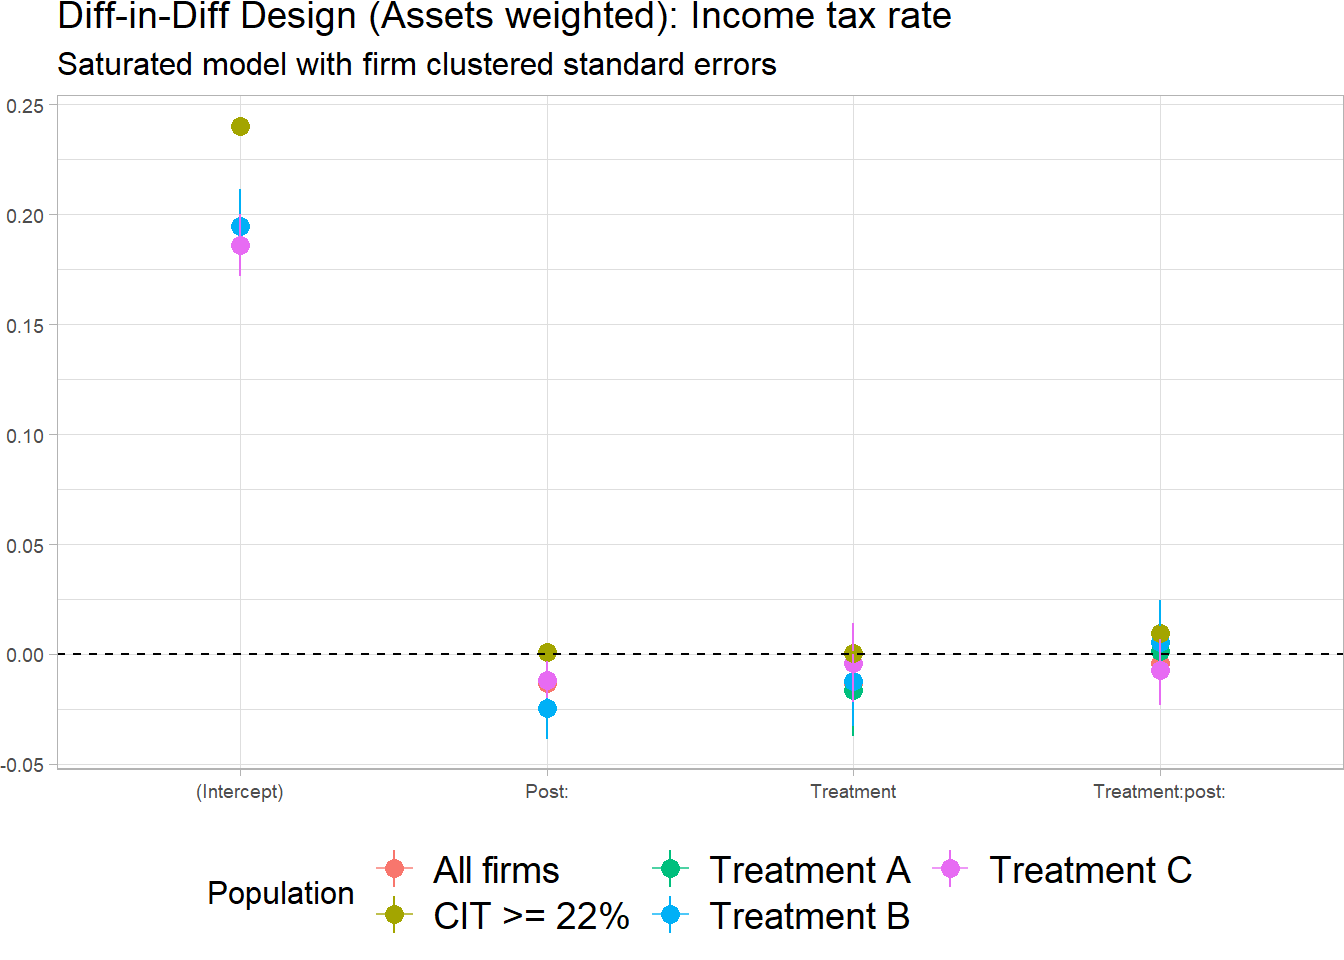 Diff-in-Diff Design (Assets weighted): Income tax rate
Saturated model with firm clustered standard errors
0.25
0.20
0.15
0.10
0.05
0.00
-0.05
(Intercept) Post: Treatment Treatment:post:
Population
All firms Treatment A Treatment C
CIT >= 22% Treatment B